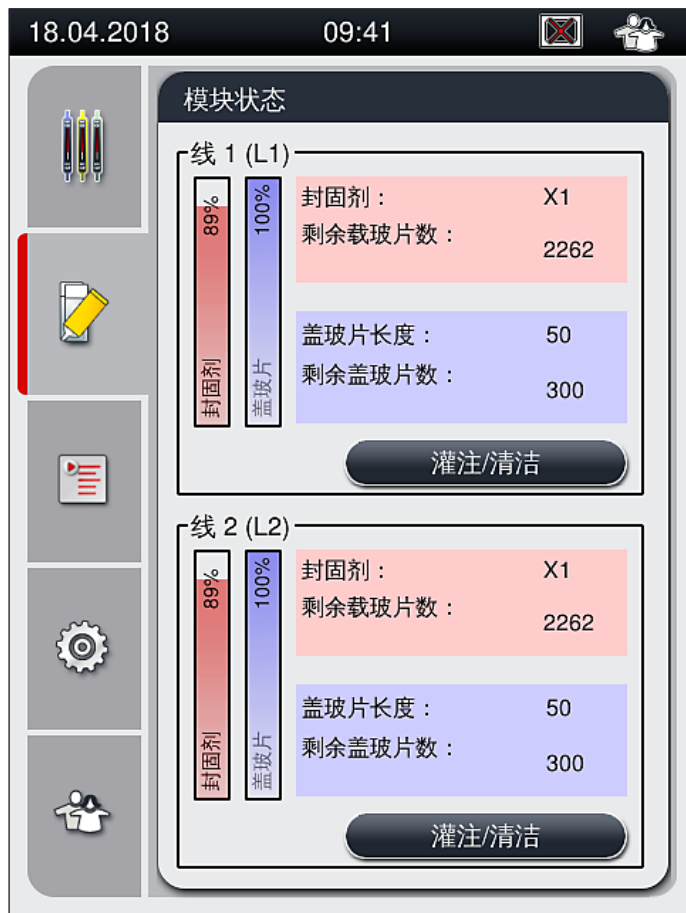 18.04.2018 09:41
模块状态
线 1 (L1)
89%
封固剂
100%
盖玻片
封固剂： X1
剩余载玻片数： 2262
盖玻片长度： 50
剩余盖玻片数： 300
灌注/清洁
线 2 (L2)
89%
封固剂
100%
盖玻片
封固剂： X1
剩余载玻片数： 2262
盖玻片长度： 50
剩余盖玻片数： 300
灌注/清洁